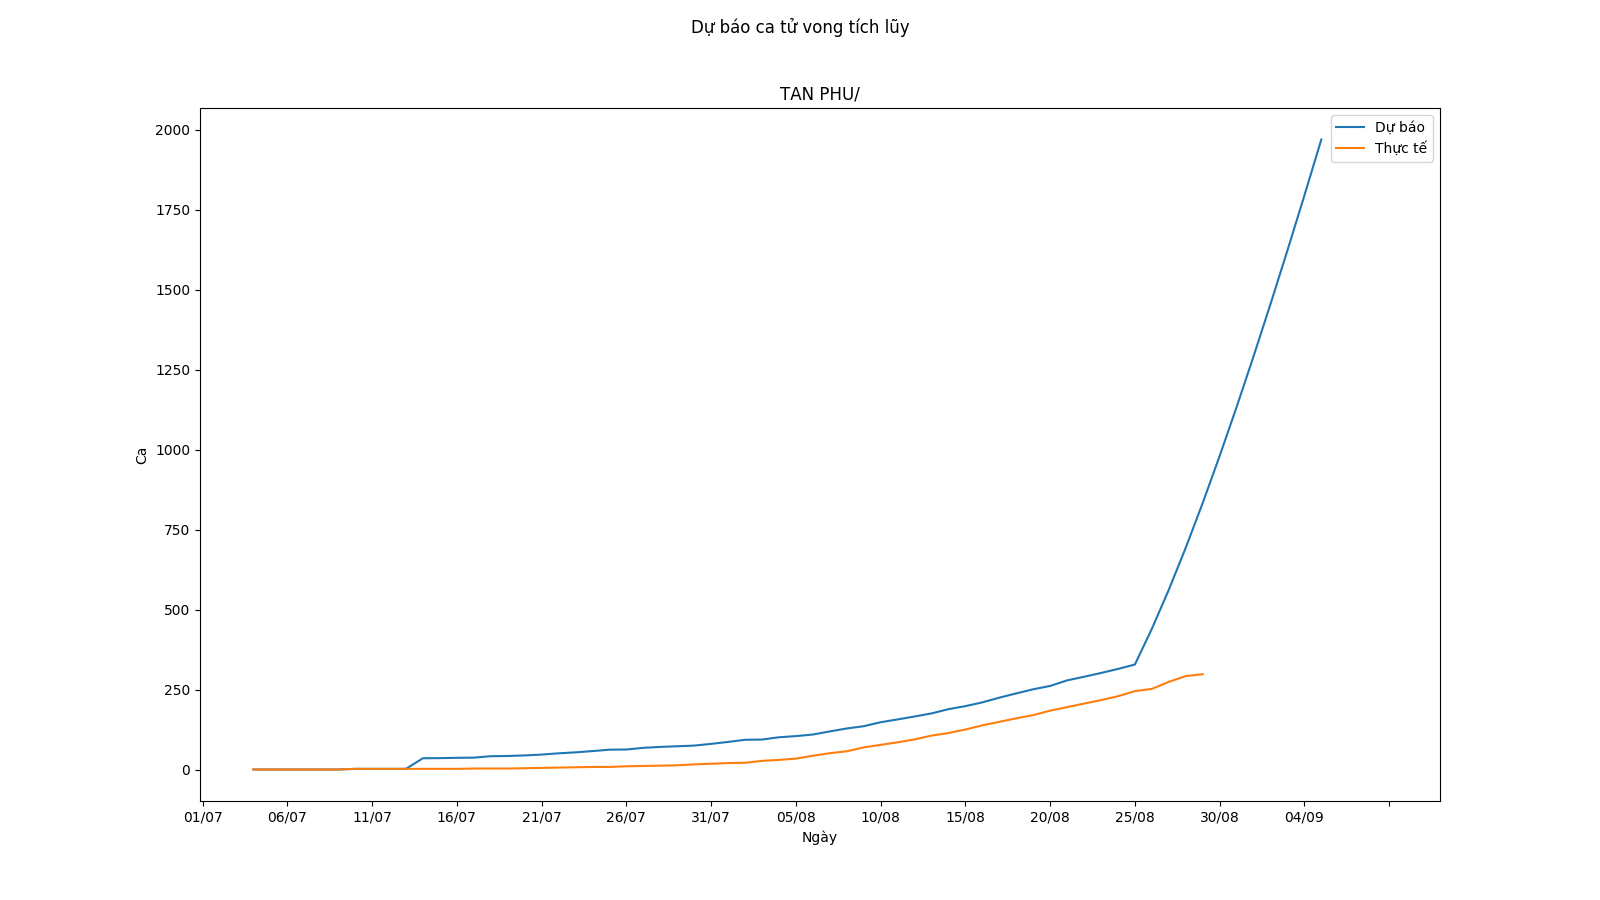 Dự báo ca tử vong tích lũy
TAN PHU/
Dự báo
Thực tế
2000
1750
1500
1250
1000
750
500
250
0
Ca
01/07 06/07 11/07 16/07 21/07 26/07 31/07 05/08 10/08 15/08 20/08 25/08 30/08 04/09
Ngày